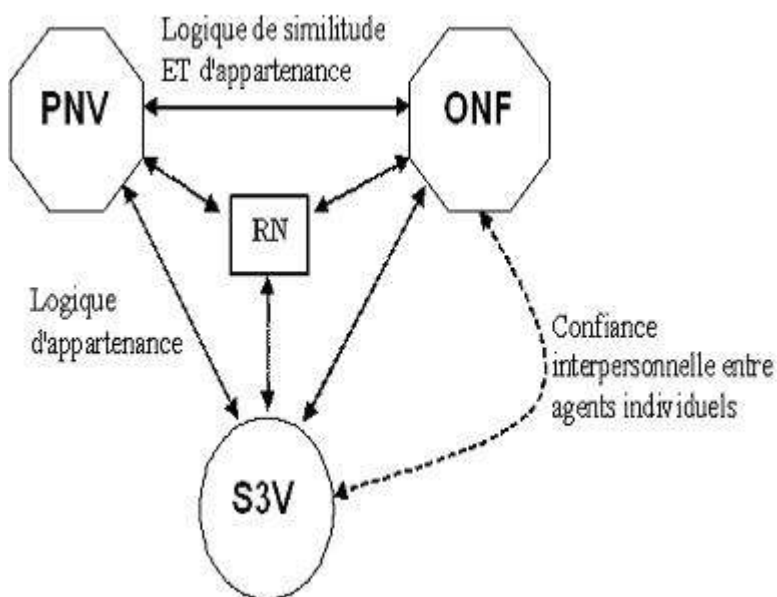 Logique de similitude
ET d'appartenance
PNV
ONF
RN
Logique
d'appartenance
Confiance
interpersonnelle entre
agents individuels
S3V